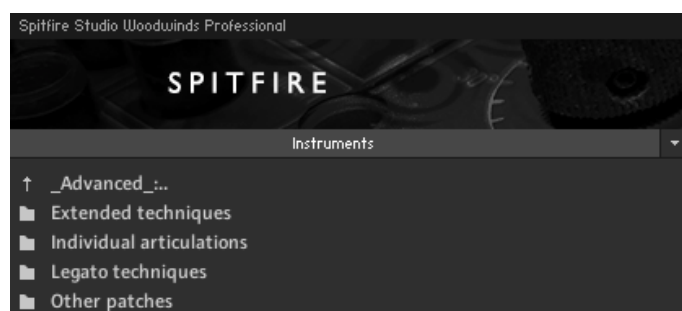 Spitfire Studio Woodwinds Professional
SPITFIRE
Instruments
↑ _Advanced_:..
Extended techniques
Individual articulations
Legato techniques
Other patches